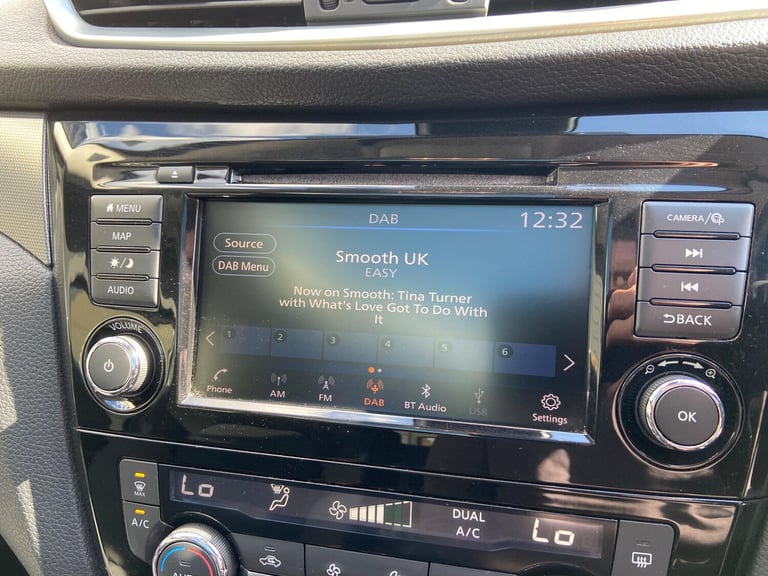 DAB
12:32
MENU
CAMERA/
Source
Smooth UK
MAP
EASY
DAB Menu
Now on Smooth: Tina Turner
with What's Love Got To Do With
It
AUDIO
BACK
VOLUME
1 2 3 4 5 6
Phone AM FM DAB BT Audio USB Settings
OK
MAX
Lo
DUAL
A/C
Lo
A/C